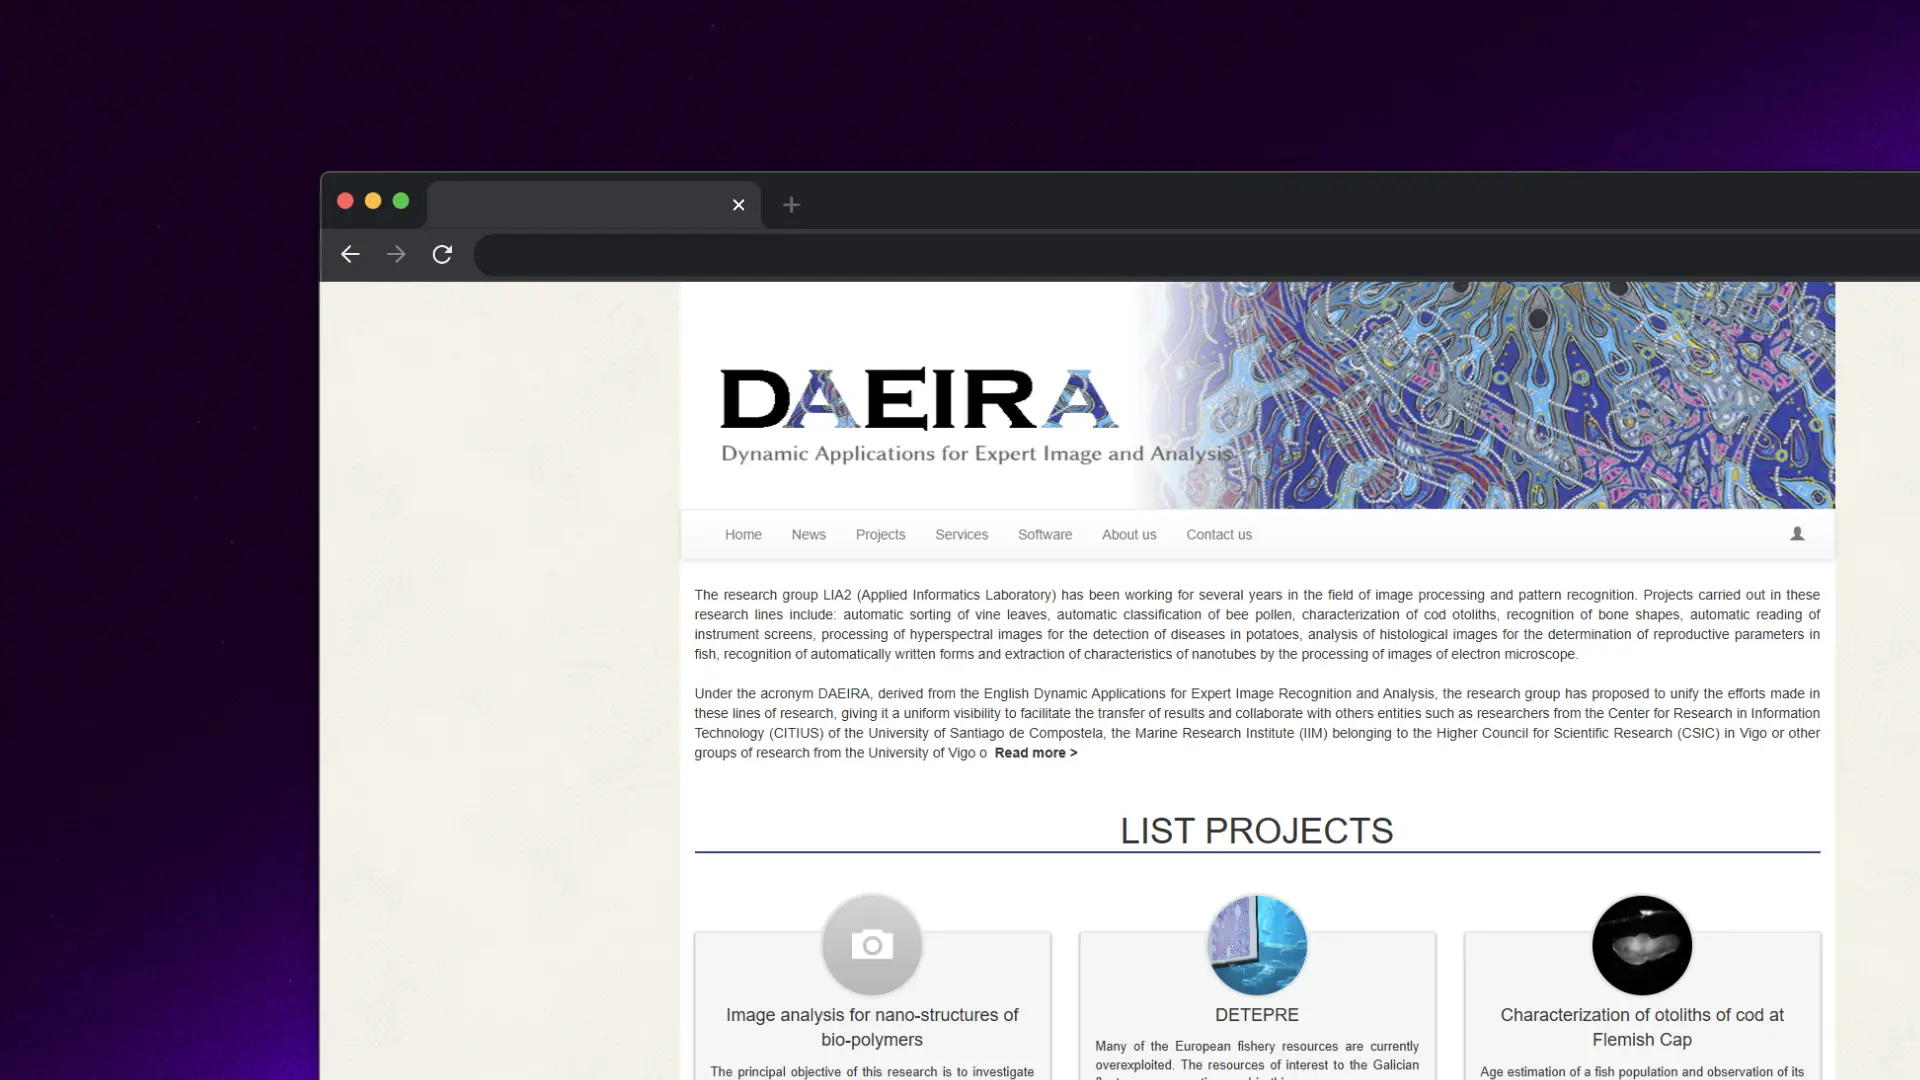 DAEIRA
Dynamic Applications for Expert Image and Analysis
Home News Projects Services Software About us Contact us
The research group LIA2 (Applied Informatics Laboratory) has been working for several years in the field of image processing and pattern recognition. Projects carried out in these
research lines include: automatic sorting of vine leaves, automatic classification of bee pollen, characterization of cod otoliths, recognition of bone shapes, automatic reading of
instrument screens, processing of hyperspectral images for the detection of diseases in potatoes, analysis of histological images for the determination of reproductive parameters in
fish, recognition of automatically written forms and extraction of characteristics of nanotubes by the processing of images of electron microscope.
Under the acronym DAEIRA, derived from the English Dynamic Applications for Expert Image Recognition and Analysis, the research group has proposed to unify the efforts made in
these lines of research, giving it a uniform visibility to facilitate the transfer of results and collaborate with others entities such as researchers from the Center for Research in Information
Technology (CITIUS) of the University of Santiago de Compostela, the Marine Research Institute (IIM) belonging to the Higher Council for Scientific Research (CSIC) in Vigo or other
groups of research from the University of Vigo o Read more >
LIST PROJECTS
Image analysis for nano-structures of
bio-polymers
The principal objective of this research is to investigate
DETEPRE
Many of the European fishery resources are currently
overexploited. The resources of interest to the Galician
Characterization of otoliths of cod at
Flemish Cap
Age estimation of a fish population and observation of its